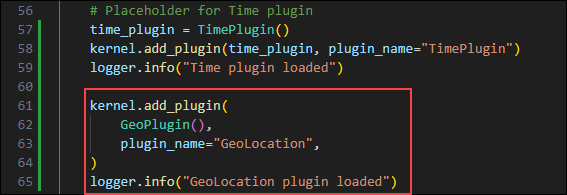 56 # Placeholder for Time plugin
57 time_plugin = TimePlugin()
58 kernel.add_plugin(time_plugin, plugin_name="TimePlugin")
59 logger.info("Time plugin loaded")
60
61 kernel.add_plugin(
62 GeoPlugin(),
63 plugin_name="GeoLocation",
64 )
65 logger.info("GeoLocation plugin loaded")